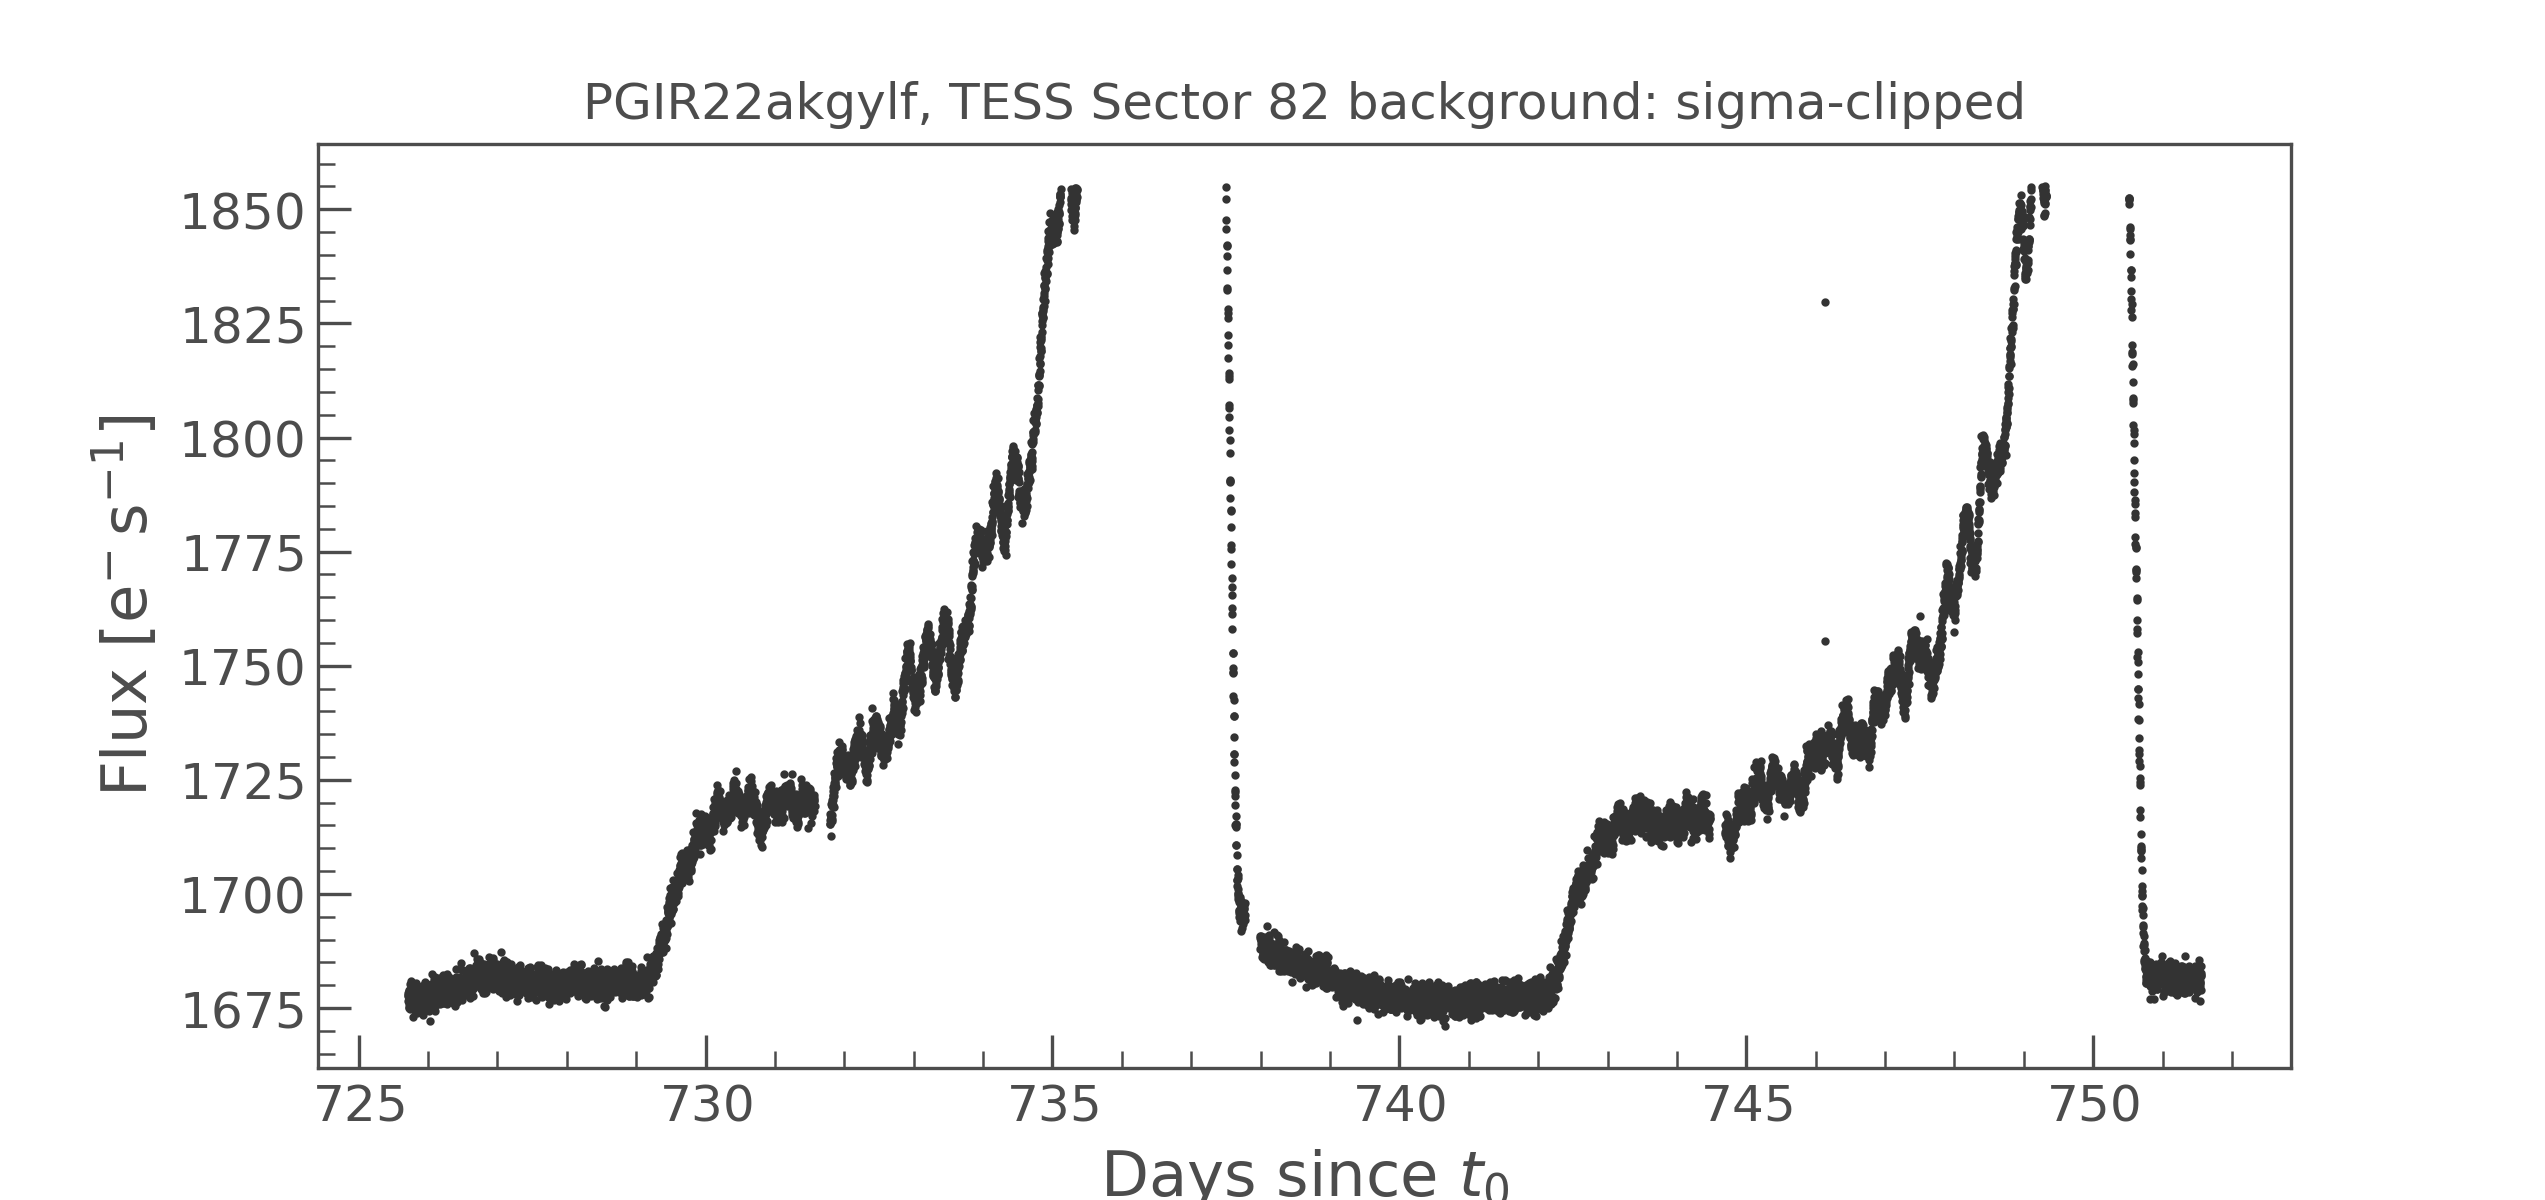 PGIR22akgylf, TESS Sector 82 background: sigma-clipped
Flux [e⁻ s⁻¹]
1850
1825
1800
1775
1750
1725
1700
1675
725 730 735 740 745 750
Days since t₀